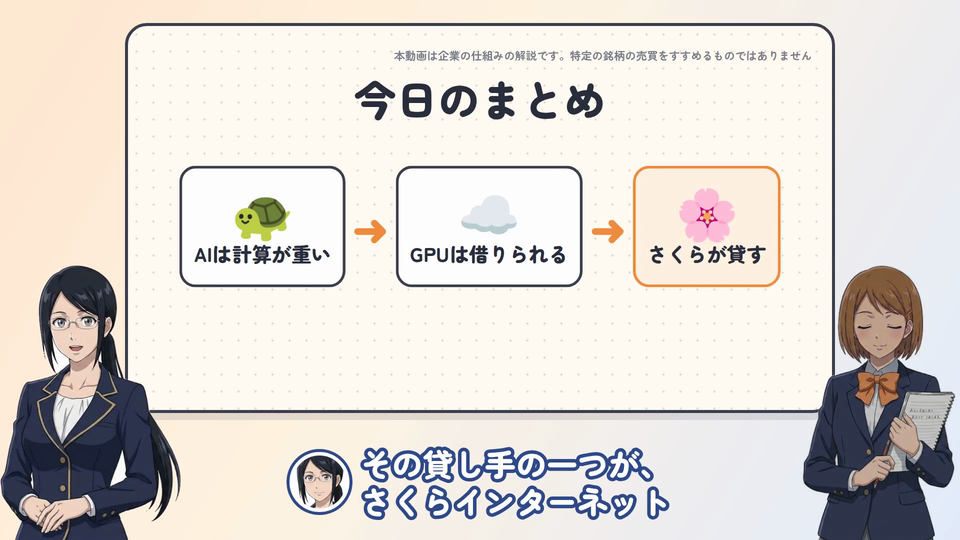 本動画は企業の仕組みの解説です。特定の銘柄の売買をすすめるものではありません
今日のまとめ
AIは計算が重い
GPUは借りられる
さくらが貸す
その貸し手の一つが、
さくらインターネット